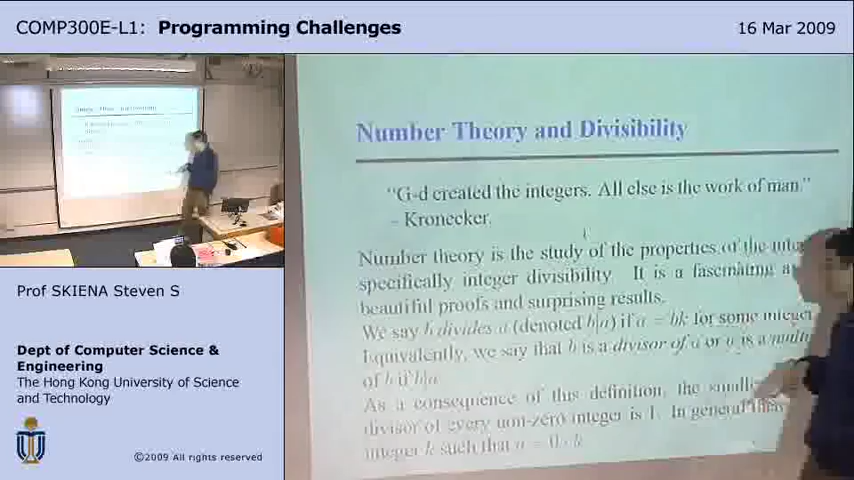 COMP300E-L1: Programming Challenges
16 Mar 2009
Number Theory and Divisibility
"G-d created the integers. All else is the work of man."
– Kronecker.
Number theory is the study of the properties of the
specifically integer divisibility. It is a fascinating
beautiful proofs and surprising results.
We say b divides a (denoted b|a) if a = bk for some integer
Equivalently, we say that b is a divisor of a or a is a
of b if b|a.
As a consequence of this definition, the
divisor of every non-zero integer is 1. In general
integer k such that a = 0 · k.
Prof SKIENA Steven S
Dept of Computer Science &
Engineering
The Hong Kong University of Science
and Technology
©2009 All rights reserved